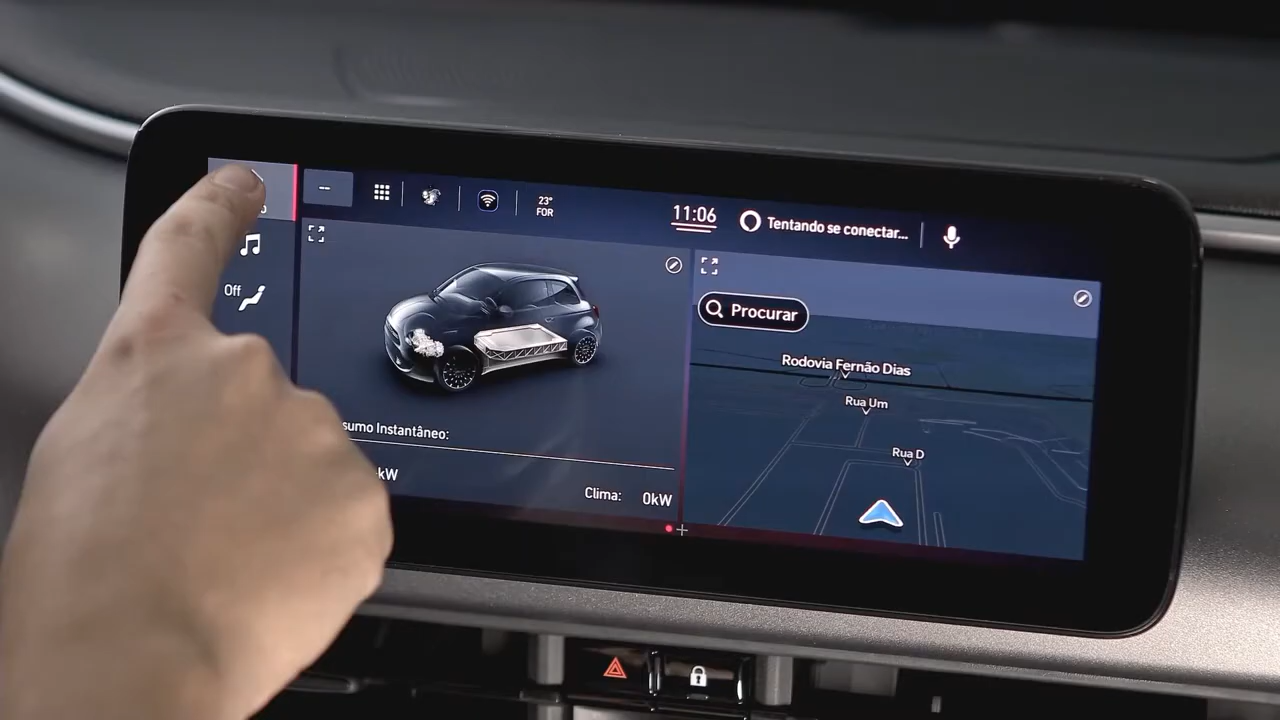 --
23°
FOR
11:06
Tentando se conectar...
Off
Procurar
Rodovia Fernão Dias
Rua Um
Rua D
sumo Instantâneo:
kW
Clima: 0kW